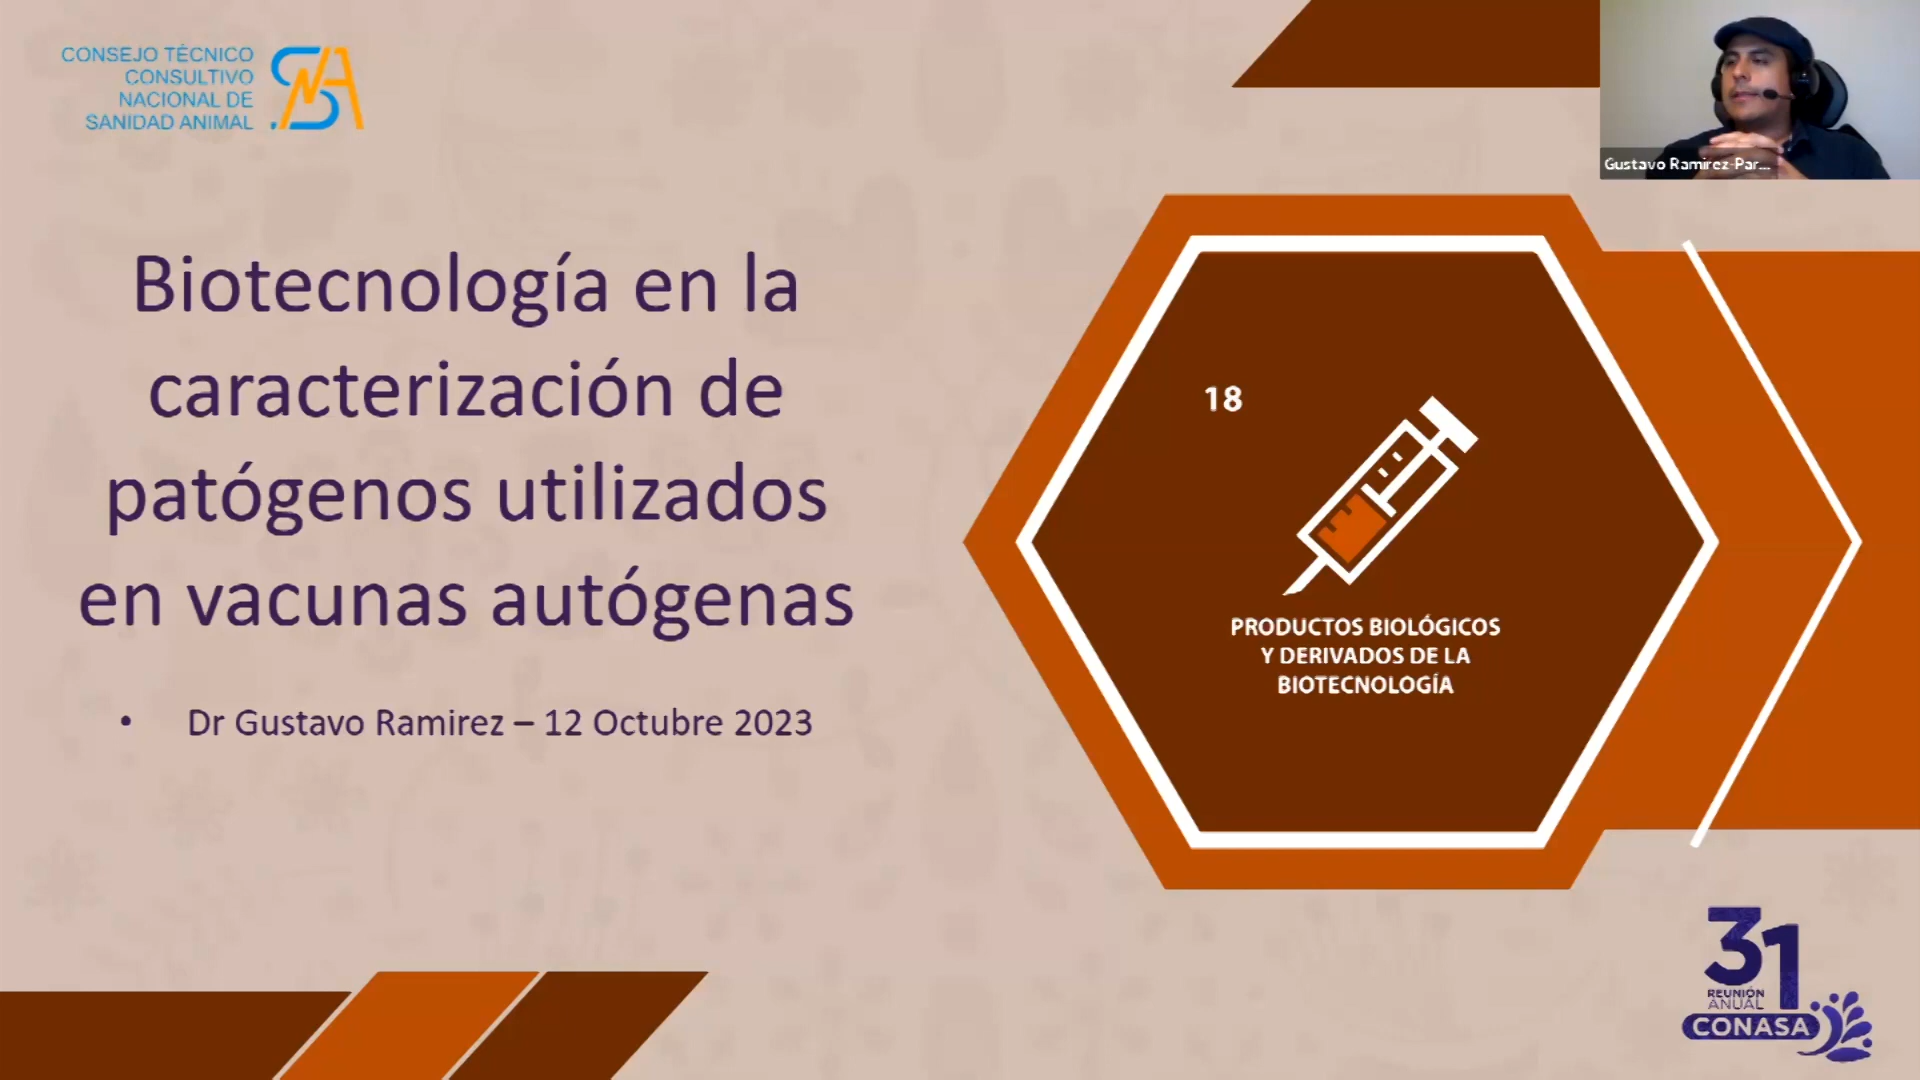 CONSEJO TÉCNICO
CONSULTIVO
NACIONAL DE
SANIDAD ANIMAL
Gustavo Ramirez-Par...
Biotecnología en la
caracterización de
patógenos utilizados
en vacunas autógenas
• Dr Gustavo Ramirez – 12 Octubre 2023
18
PRODUCTOS BIOLÓGICOS
Y DERIVADOS DE LA
BIOTECNOLOGÍA
31
REUNIÓN
ANUAL
CONASA